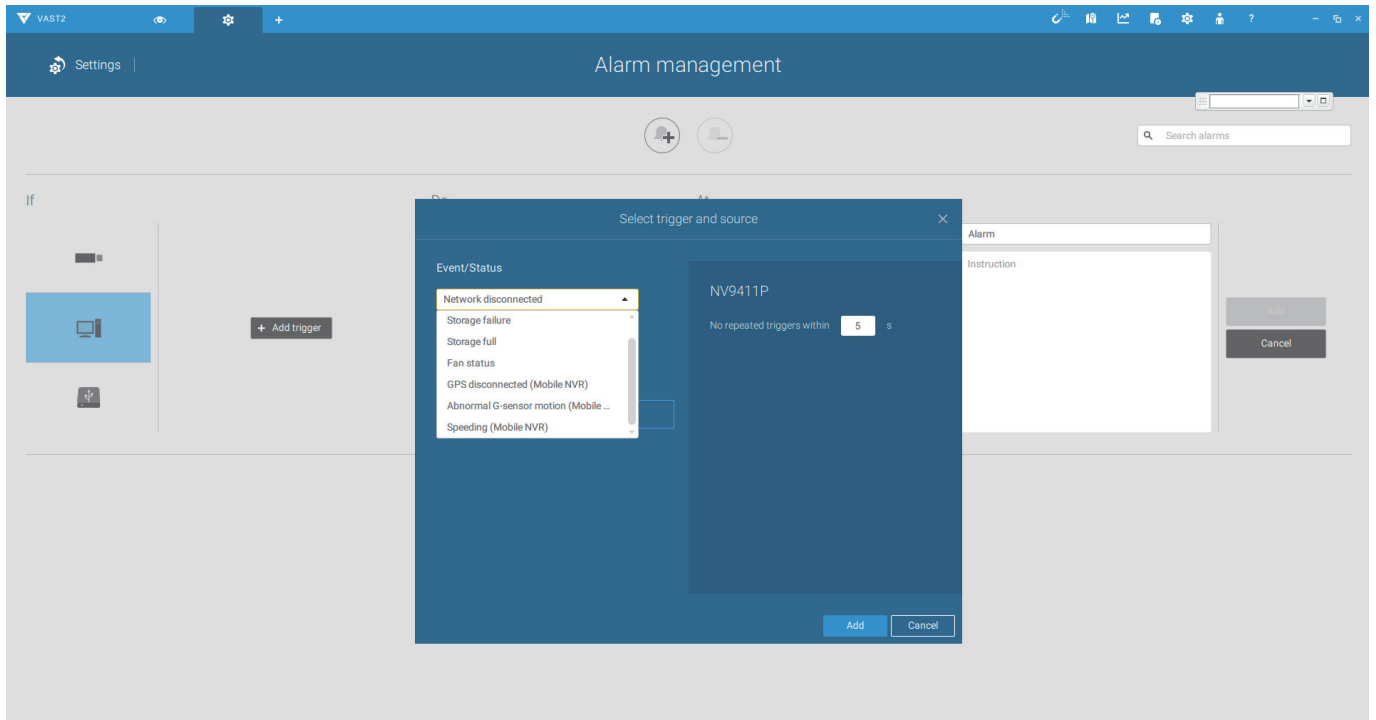 VAST2
+
?
Settings
Alarm management
Search alarms
If
Select trigger and source
Alarm
Event/Status
Instruction
Network disconnected
NV9411P
Storage failure
+ Add trigger
No repeated triggers within 5 s
Add
Storage full
Cancel
Fan status
GPS disconnected (Mobile NVR)
Abnormal G-sensor motion (Mobile ...
Speeding (Mobile NVR)
Add
Cancel